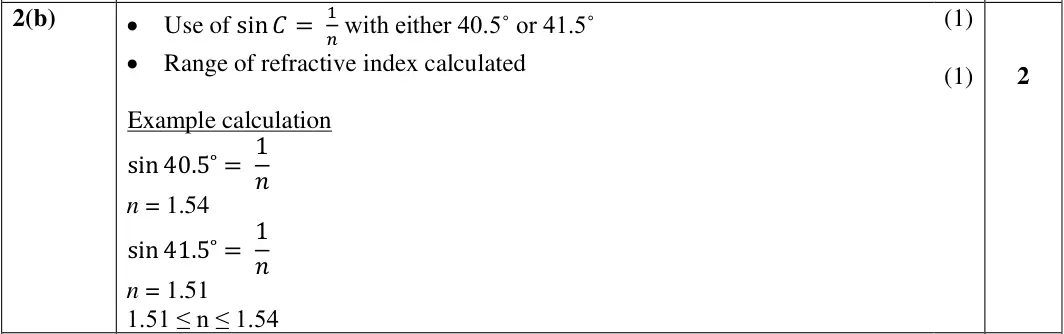 2(b)
• Use of sin C = 1/n with either 40.5˚ or 41.5˚ (1)
• Range of refractive index calculated
(1) 2
Example calculation
sin 40.5˚ = 1/n
n = 1.54
sin 41.5˚ = 1/n
n = 1.51
1.51 ≤ n ≤ 1.54